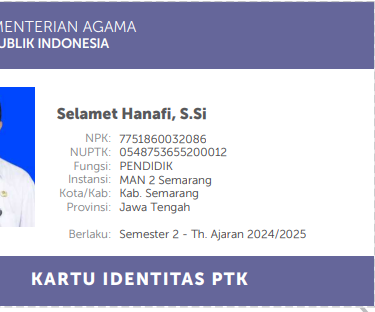 MENTERIAN AGAMA
UBLIK INDONESIA
Selamet Hanafi, S.Si
NPK: 7751860032086
NUPTK: 0548753655200012
Fungsi: PENDIDIK
Instansi: MAN 2 Semarang
Kota/Kab: Kab. Semarang
Provinsi: Jawa Tengah
Berlaku: Semester 2 - Th. Ajaran 2024/2025
KARTU IDENTITAS PTK